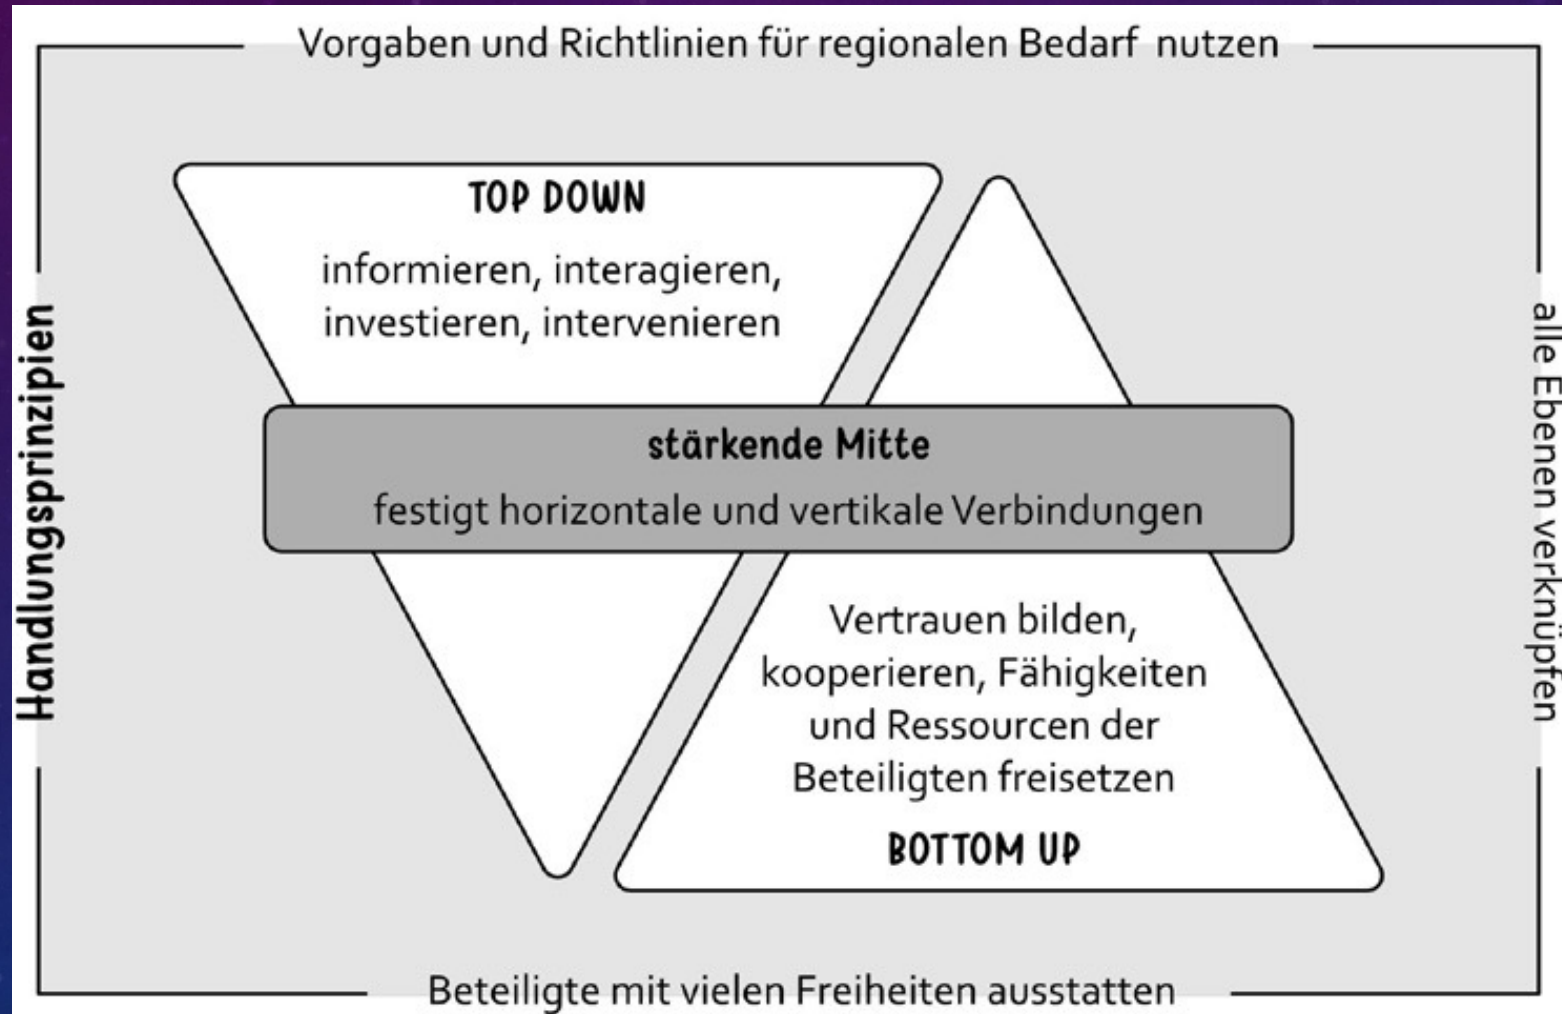 Vorgaben und Richtlinien für regionalen Bedarf nutzen
TOP DOWN
informieren, interagieren,
investieren, intervenieren
Handlungsprinzipien
stärkende Mitte
festigt horizontale und vertikale Verbindungen
alle Ebenen verknüpfen
Vertrauen bilden,
kooperieren, Fähigkeiten
und Ressourcen der
Beteiligten freisetzen
BOTTOM UP
Beteiligte mit vielen Freiheiten ausstatten